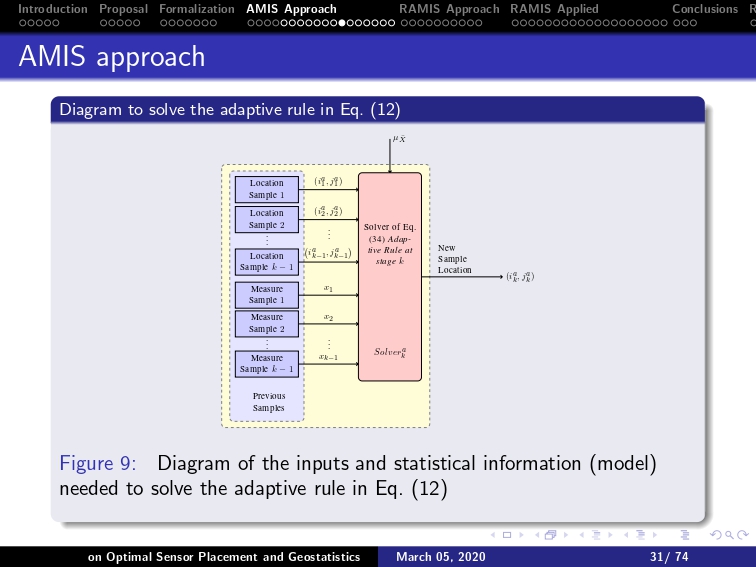 Introduction Proposal Formalization AMIS Approach RAMIS Approach RAMIS Applied Conclusions R
AMIS approach
Diagram to solve the adaptive rule in Eq. (12)
μ_X̄
Location
Sample 1
(i_1^a, j_1^a)
Location
Sample 2
(i_2^a, j_2^a)
⋮
⋮
Location
Sample k − 1
(i_{k−1}^a, j_{k−1}^a)
Measure
Sample 1
x_1
Measure
Sample 2
x_2
⋮
⋮
Measure
Sample k − 1
x_{k−1}
Previous
Samples
Solver of Eq.
(34) Adap-
tive Rule at
stage k
Solver_k^a
New
Sample
Location
(i_k^a, j_k^a)
Figure 9: Diagram of the inputs and statistical information (model)
needed to solve the adaptive rule in Eq. (12)
on Optimal Sensor Placement and Geostatistics March 05, 2020 31/ 74